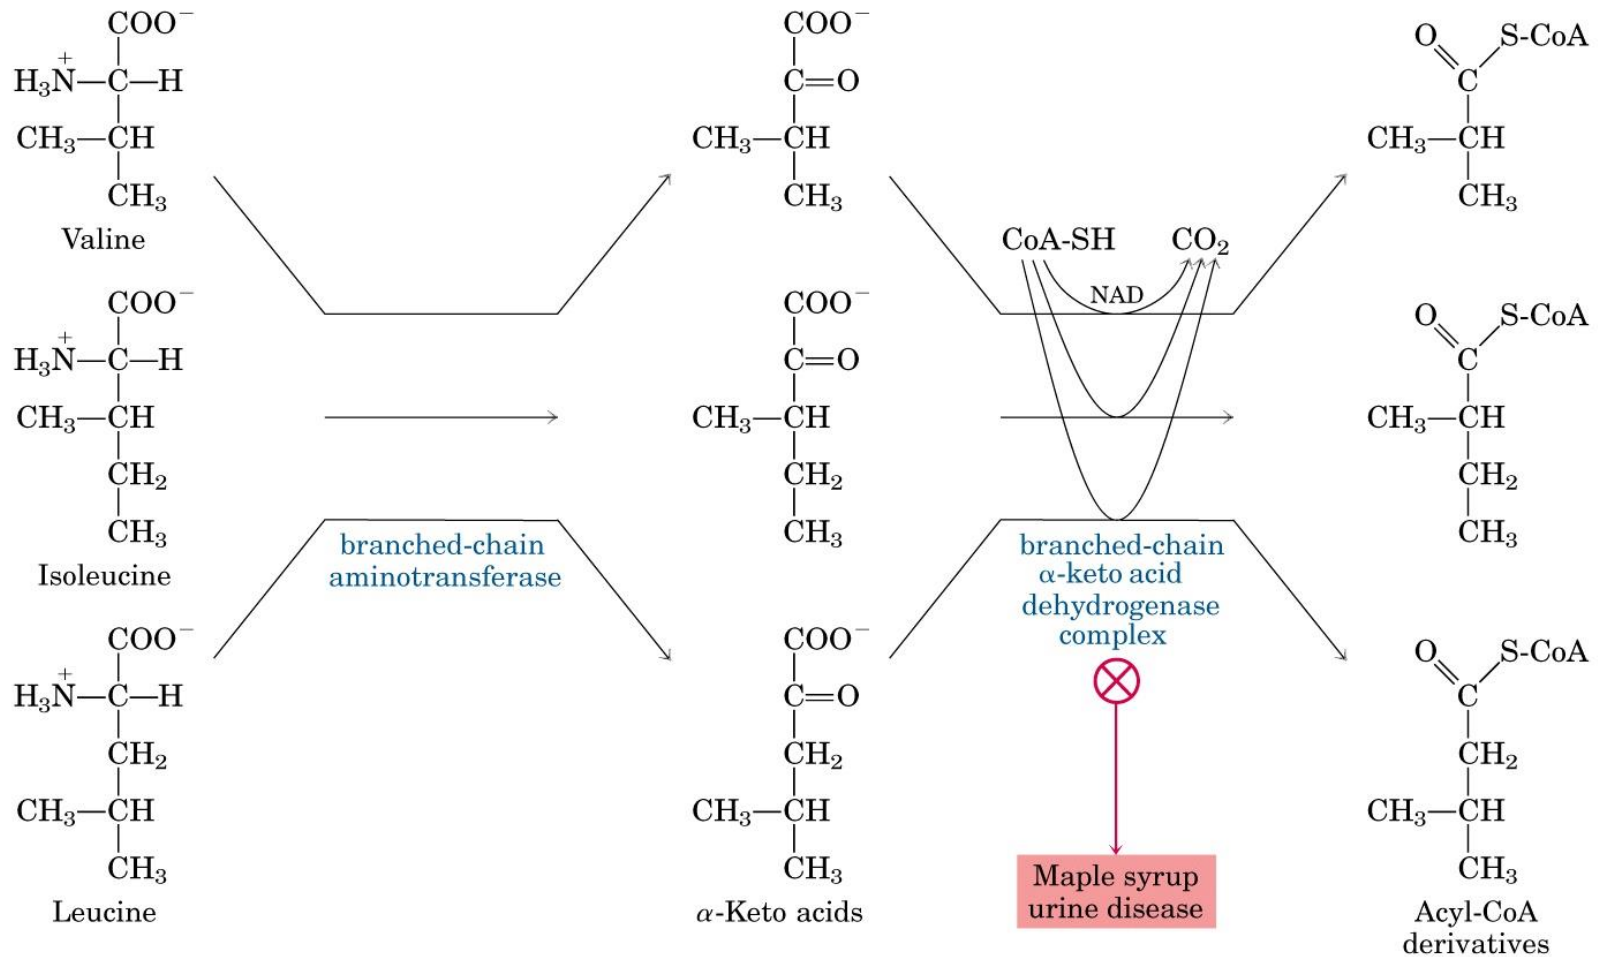 COO⁻
H₃N⁺—C—H
CH₃—CH
CH₃
Valine
COO⁻
H₃N⁺—C—H
CH₃—CH
CH₂
CH₃
Isoleucine
COO⁻
H₃N⁺—C—H
CH₂
CH₃—CH
CH₃
Leucine
branched-chain
aminotransferase
COO⁻
C=O
CH₃—CH
CH₃
COO⁻
C=O
CH₃—CH
CH₂
CH₃
COO⁻
C=O
CH₂
CH₃—CH
CH₃
α-Keto acids
CoA-SH CO₂
NAD
branched-chain
α-keto acid
dehydrogenase
complex
Maple syrup
urine disease
O S-CoA
C
CH₃—CH
CH₃
O S-CoA
C
CH₃—CH
CH₂
CH₃
O S-CoA
C
CH₂
CH₃—CH
CH₃
Acyl-CoA
derivatives